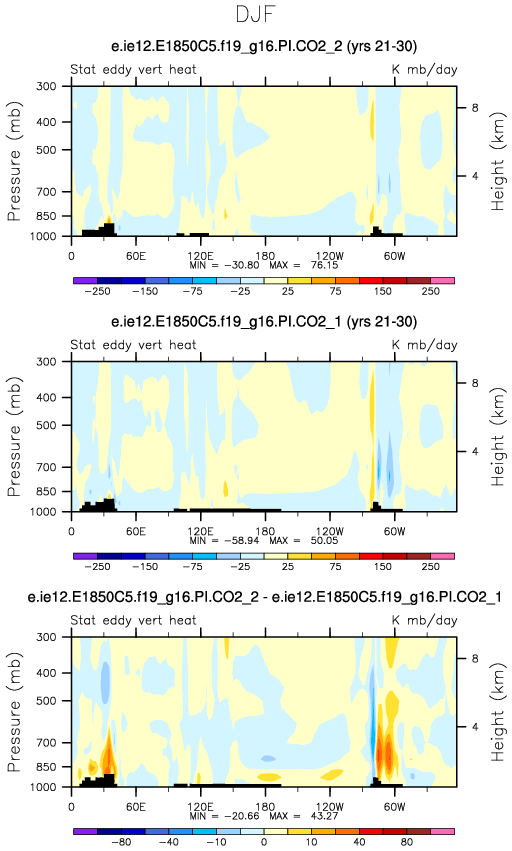 DJF
e.ie12.E1850C5.f19_g16.PI.CO2_2 (yrs 21-30)
Stat eddy vert heat K mb/day
Pressure (mb)
300
400
500
700
850
1000
8
4
Height (km)
0 60E 120E 180 120W 60W
MIN = -30.80 MAX = 76.15
-250 -150 -75 -25 25 75 150 250
e.ie12.E1850C5.f19_g16.PI.CO2_1 (yrs 21-30)
Stat eddy vert heat K mb/day
Pressure (mb)
300
400
500
700
850
1000
8
4
Height (km)
0 60E 120E 180 120W 60W
MIN = -58.94 MAX = 50.05
-250 -150 -75 -25 25 75 150 250
e.ie12.E1850C5.f19_g16.PI.CO2_2 - e.ie12.E1850C5.f19_g16.PI.CO2_1
Stat eddy vert heat K mb/day
Pressure (mb)
300
400
500
700
850
1000
8
4
Height (km)
0 60E 120E 180 120W 60W
MIN = -20.66 MAX = 43.27
-80 -40 -10 0 10 40 80